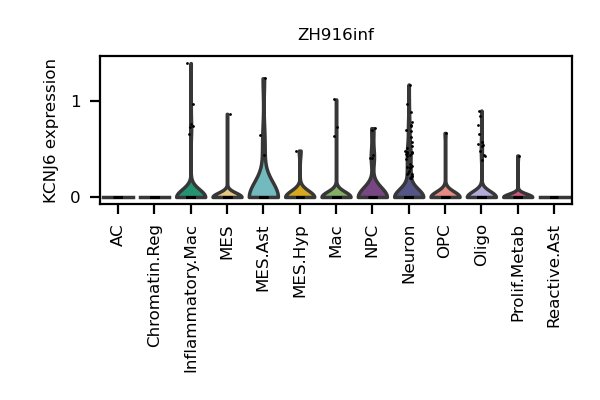 ZH916inf
KCNJ6 expression
1
0
AC
Chromatin.Reg
Inflammatory.Mac
MES
MES.Ast
MES.Hyp
Mac
NPC
Neuron
OPC
Oligo
Prolif.Metab
Reactive.Ast